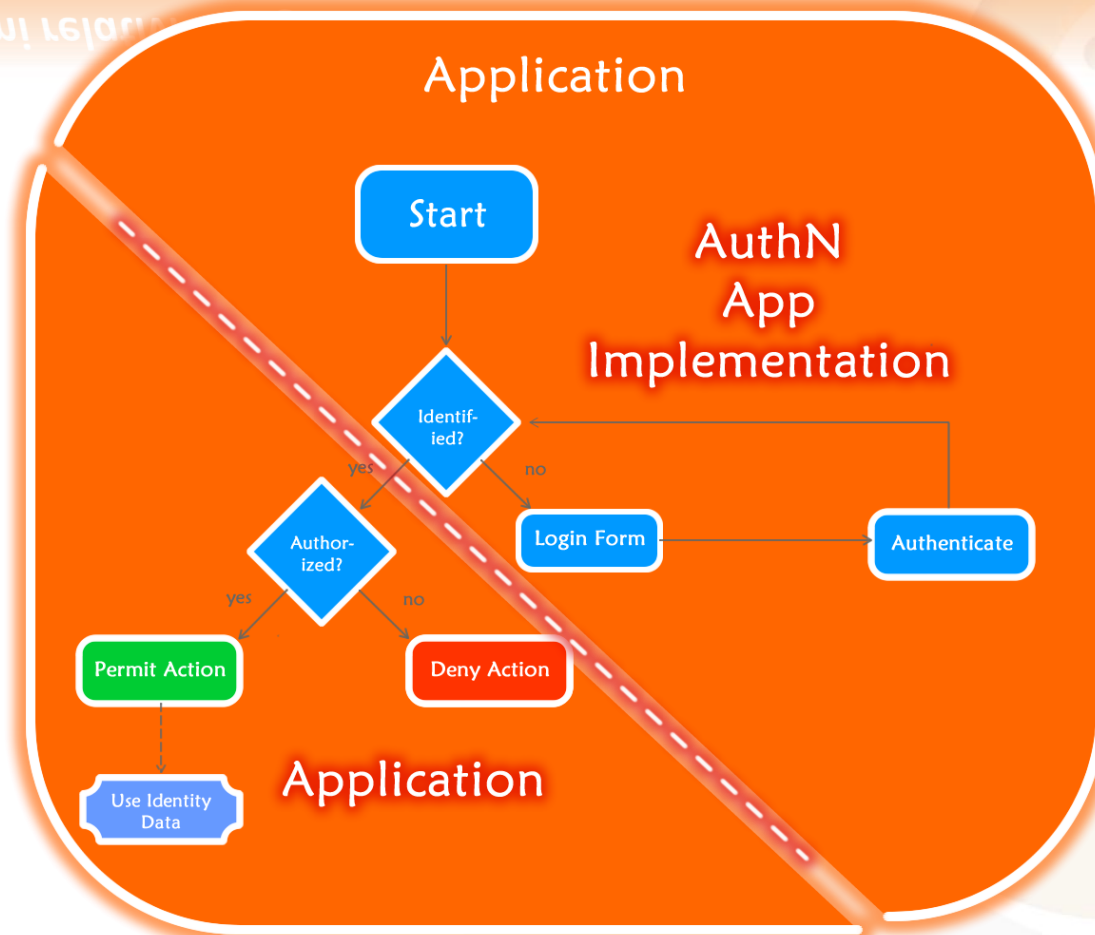 Application
Start
AuthN
App
Implementation
Identif-
ied?
yes
no
Author-
ized?
Login Form
Authenticate
yes
no
Permit Action
Deny Action
Application
Use Identity
Data